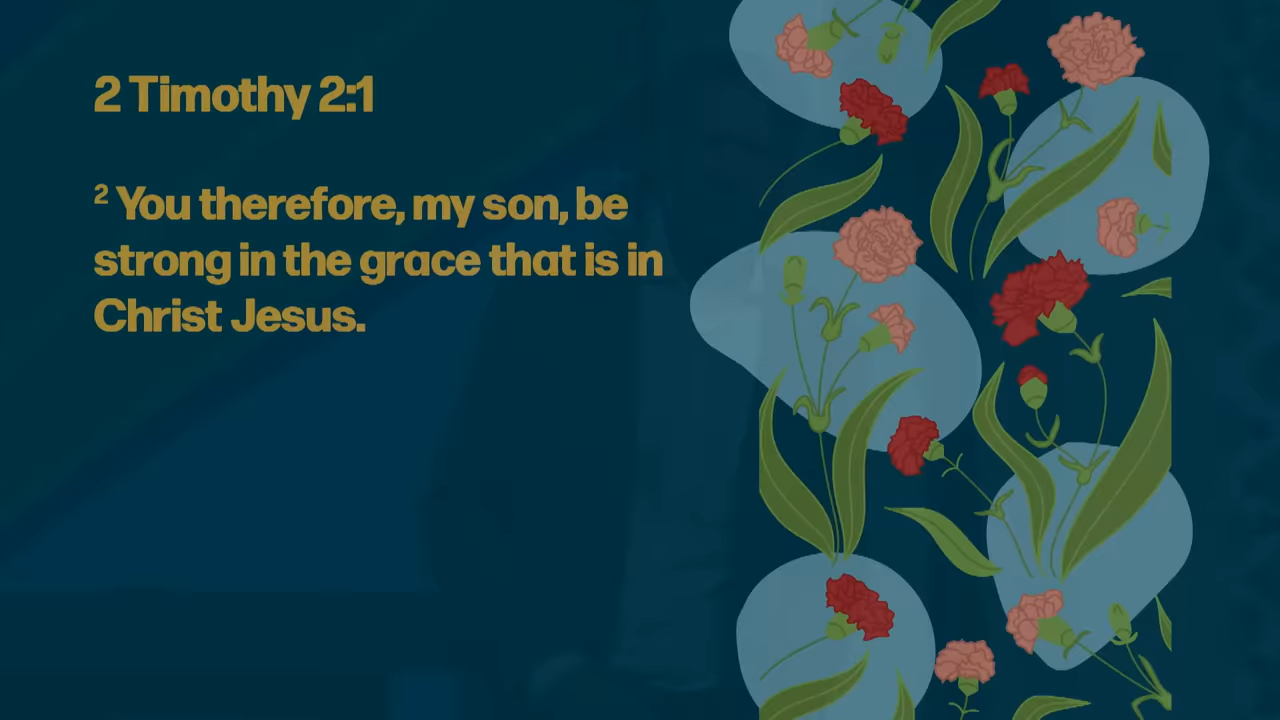 2 Timothy 2:1
² You therefore, my son, be
strong in the grace that is in
Christ Jesus.